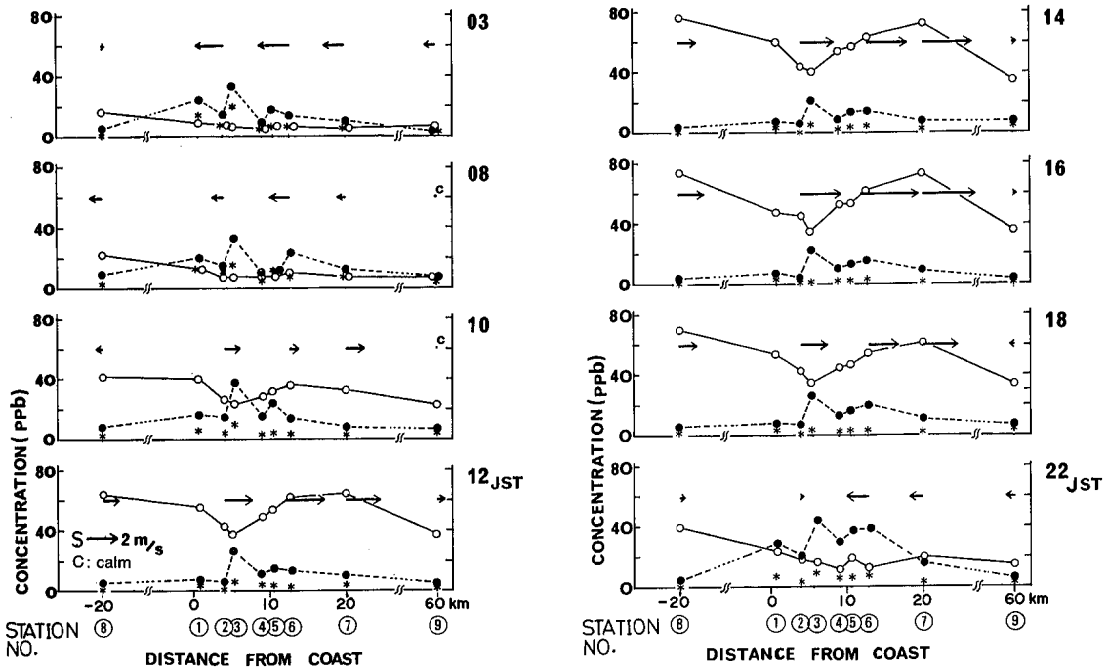 80
40
0
03
80
40
0
08
c
80
40
0
10
c
80
40
0
12 JST
S → 2 m/s
C: calm
CONCENTRATION (PPb)
-20 0 10 20 60 km
⑧ ① ② ③ ④ ⑤ ⑥ ⑦ ⑨
STATION
NO.
DISTANCE FROM COAST
80
40
0
14
80
40
0
16
80
40
0
18
80
40
0
22 JST
CONCENTRATION (PPb)
-20 0 10 20 60 km
⑧ ① ② ③ ④ ⑤ ⑥ ⑦ ⑨
STATION
NO.
DISTANCE FROM COAST